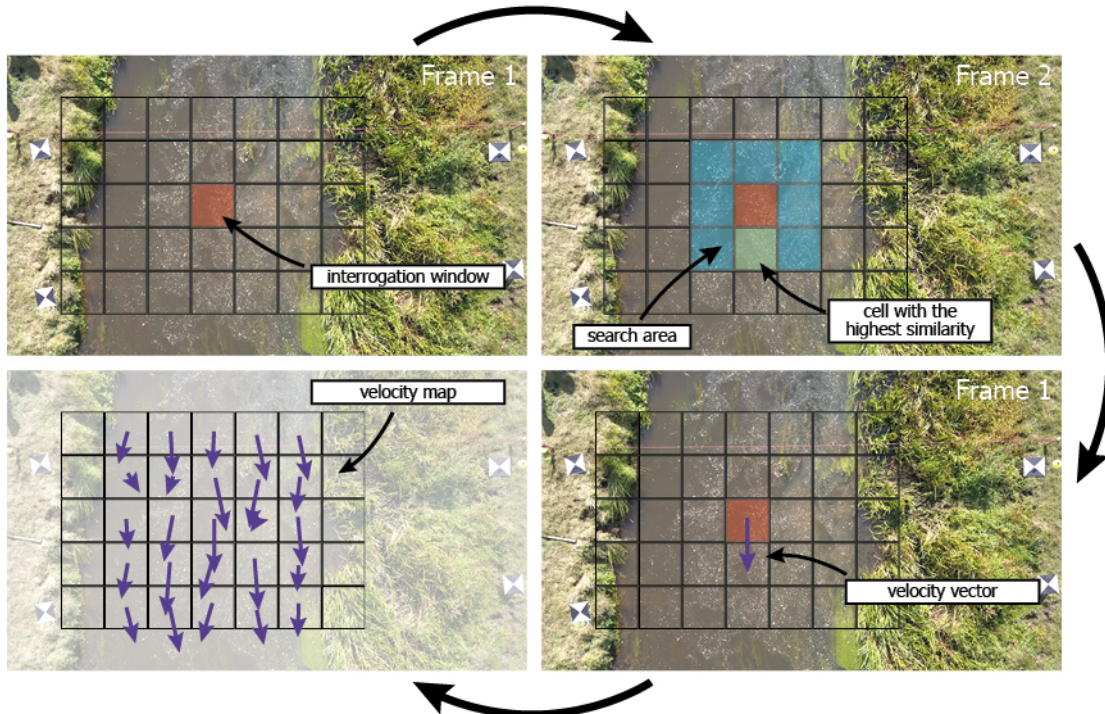 Frame 1
interrogation window
Frame 2
search area
cell with the
highest similarity
velocity map
Frame 1
velocity vector